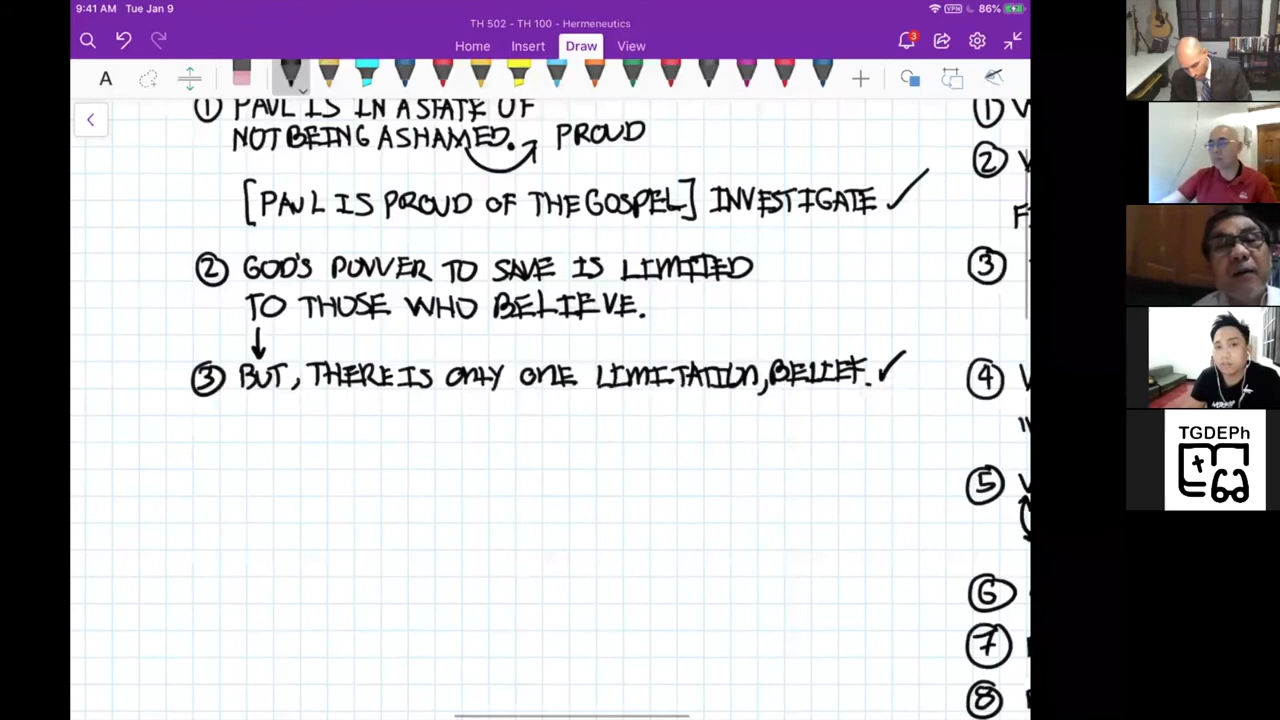 9:41 AM Tue Jan 9
VPN 86%
TH 502 - TH 100 - Hermeneutics
Home Insert Draw View
3
A
① PAUL IS IN A STATE OF
NOT BEING ASHAMED. PROUD
[PAUL IS PROUD OF THE GOSPEL] INVESTIGATE ✓
② GOD'S POWER TO SAVE IS LIMITED
TO THOSE WHO BELIEVE.
③ BUT, THERE IS ONLY ONE LIMITATION, BELIEF. ✓
①
②
③
④
⑤
⑥
⑦
⑧
TGDEPh